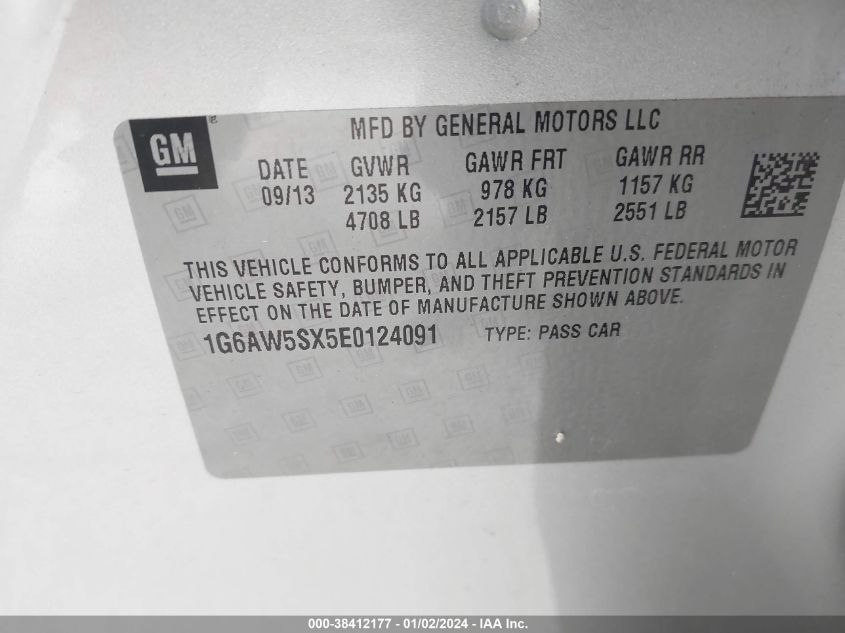 GM
MFD BY GENERAL MOTORS LLC
DATE GVWR GAWR FRT GAWR RR
09/13 2135 KG 978 KG 1157 KG
4708 LB 2157 LB 2551 LB
THIS VEHICLE CONFORMS TO ALL APPLICABLE U.S. FEDERAL MOTOR
VEHICLE SAFETY, BUMPER, AND THEFT PREVENTION STANDARDS IN
EFFECT ON THE DATE OF MANUFACTURE SHOWN ABOVE.
1G6AW5SX5E0124091 TYPE: PASS CAR
000-38412177 - 01/02/2024 - IAA Inc.